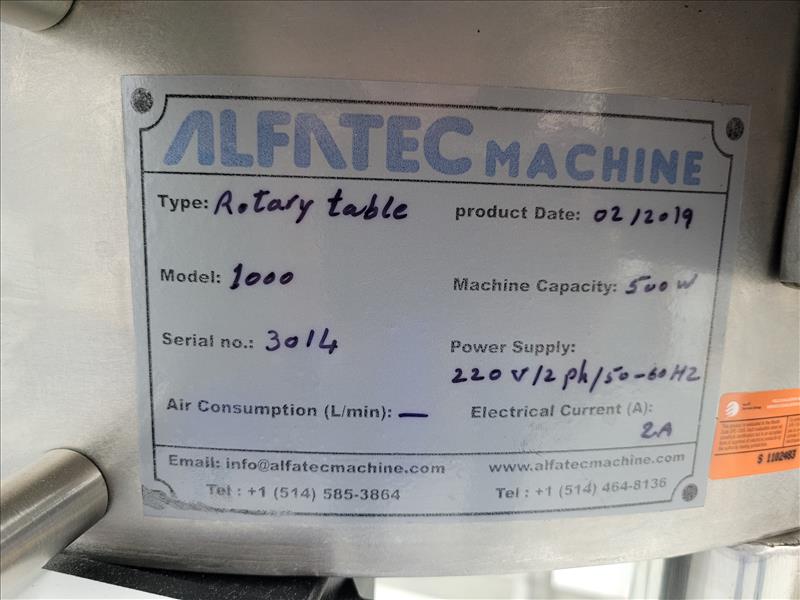 ALFATEC MACHINE
Type: Rotary table
product Date: 02/2019
Model: 1000
Machine Capacity: 500 W
Serial no.: 3014
Power Supply:
220 V/2 ph/50-60 HZ
Air Consumption (L/min): —
Electrical Current (A):
2A
Email: info@alfatecmachine.com
www.alfatecmachine.com
Tel : +1 (514) 585-3864
Tel : +1 (514) 464-8136
S 1102483